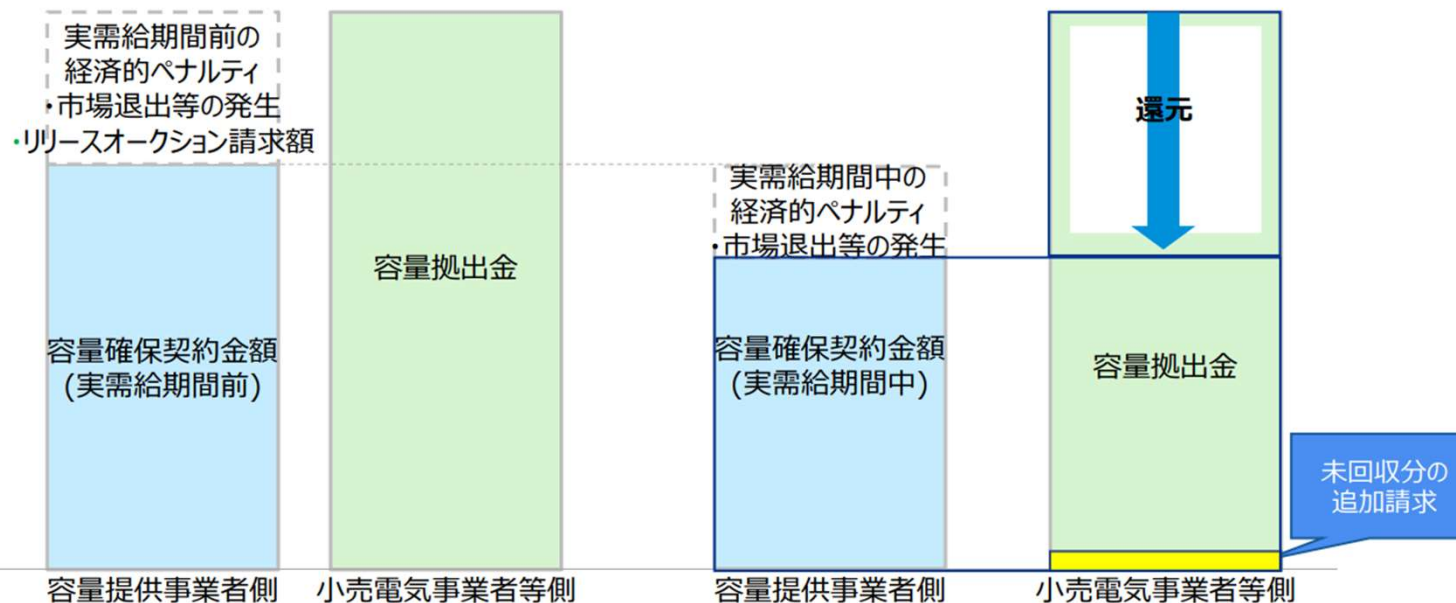 実需給期間前の
経済的ペナルティ
・市場退出等の発生
・リリースオークション請求額
容量確保契約金額
(実需給期間前)
容量提供事業者側
容量拠出金
小売電気事業者等側
実需給期間中の
経済的ペナルティ
・市場退出等の発生
容量確保契約金額
(実需給期間中)
容量提供事業者側
還元
容量拠出金
未回収分の
追加請求
小売電気事業者等側